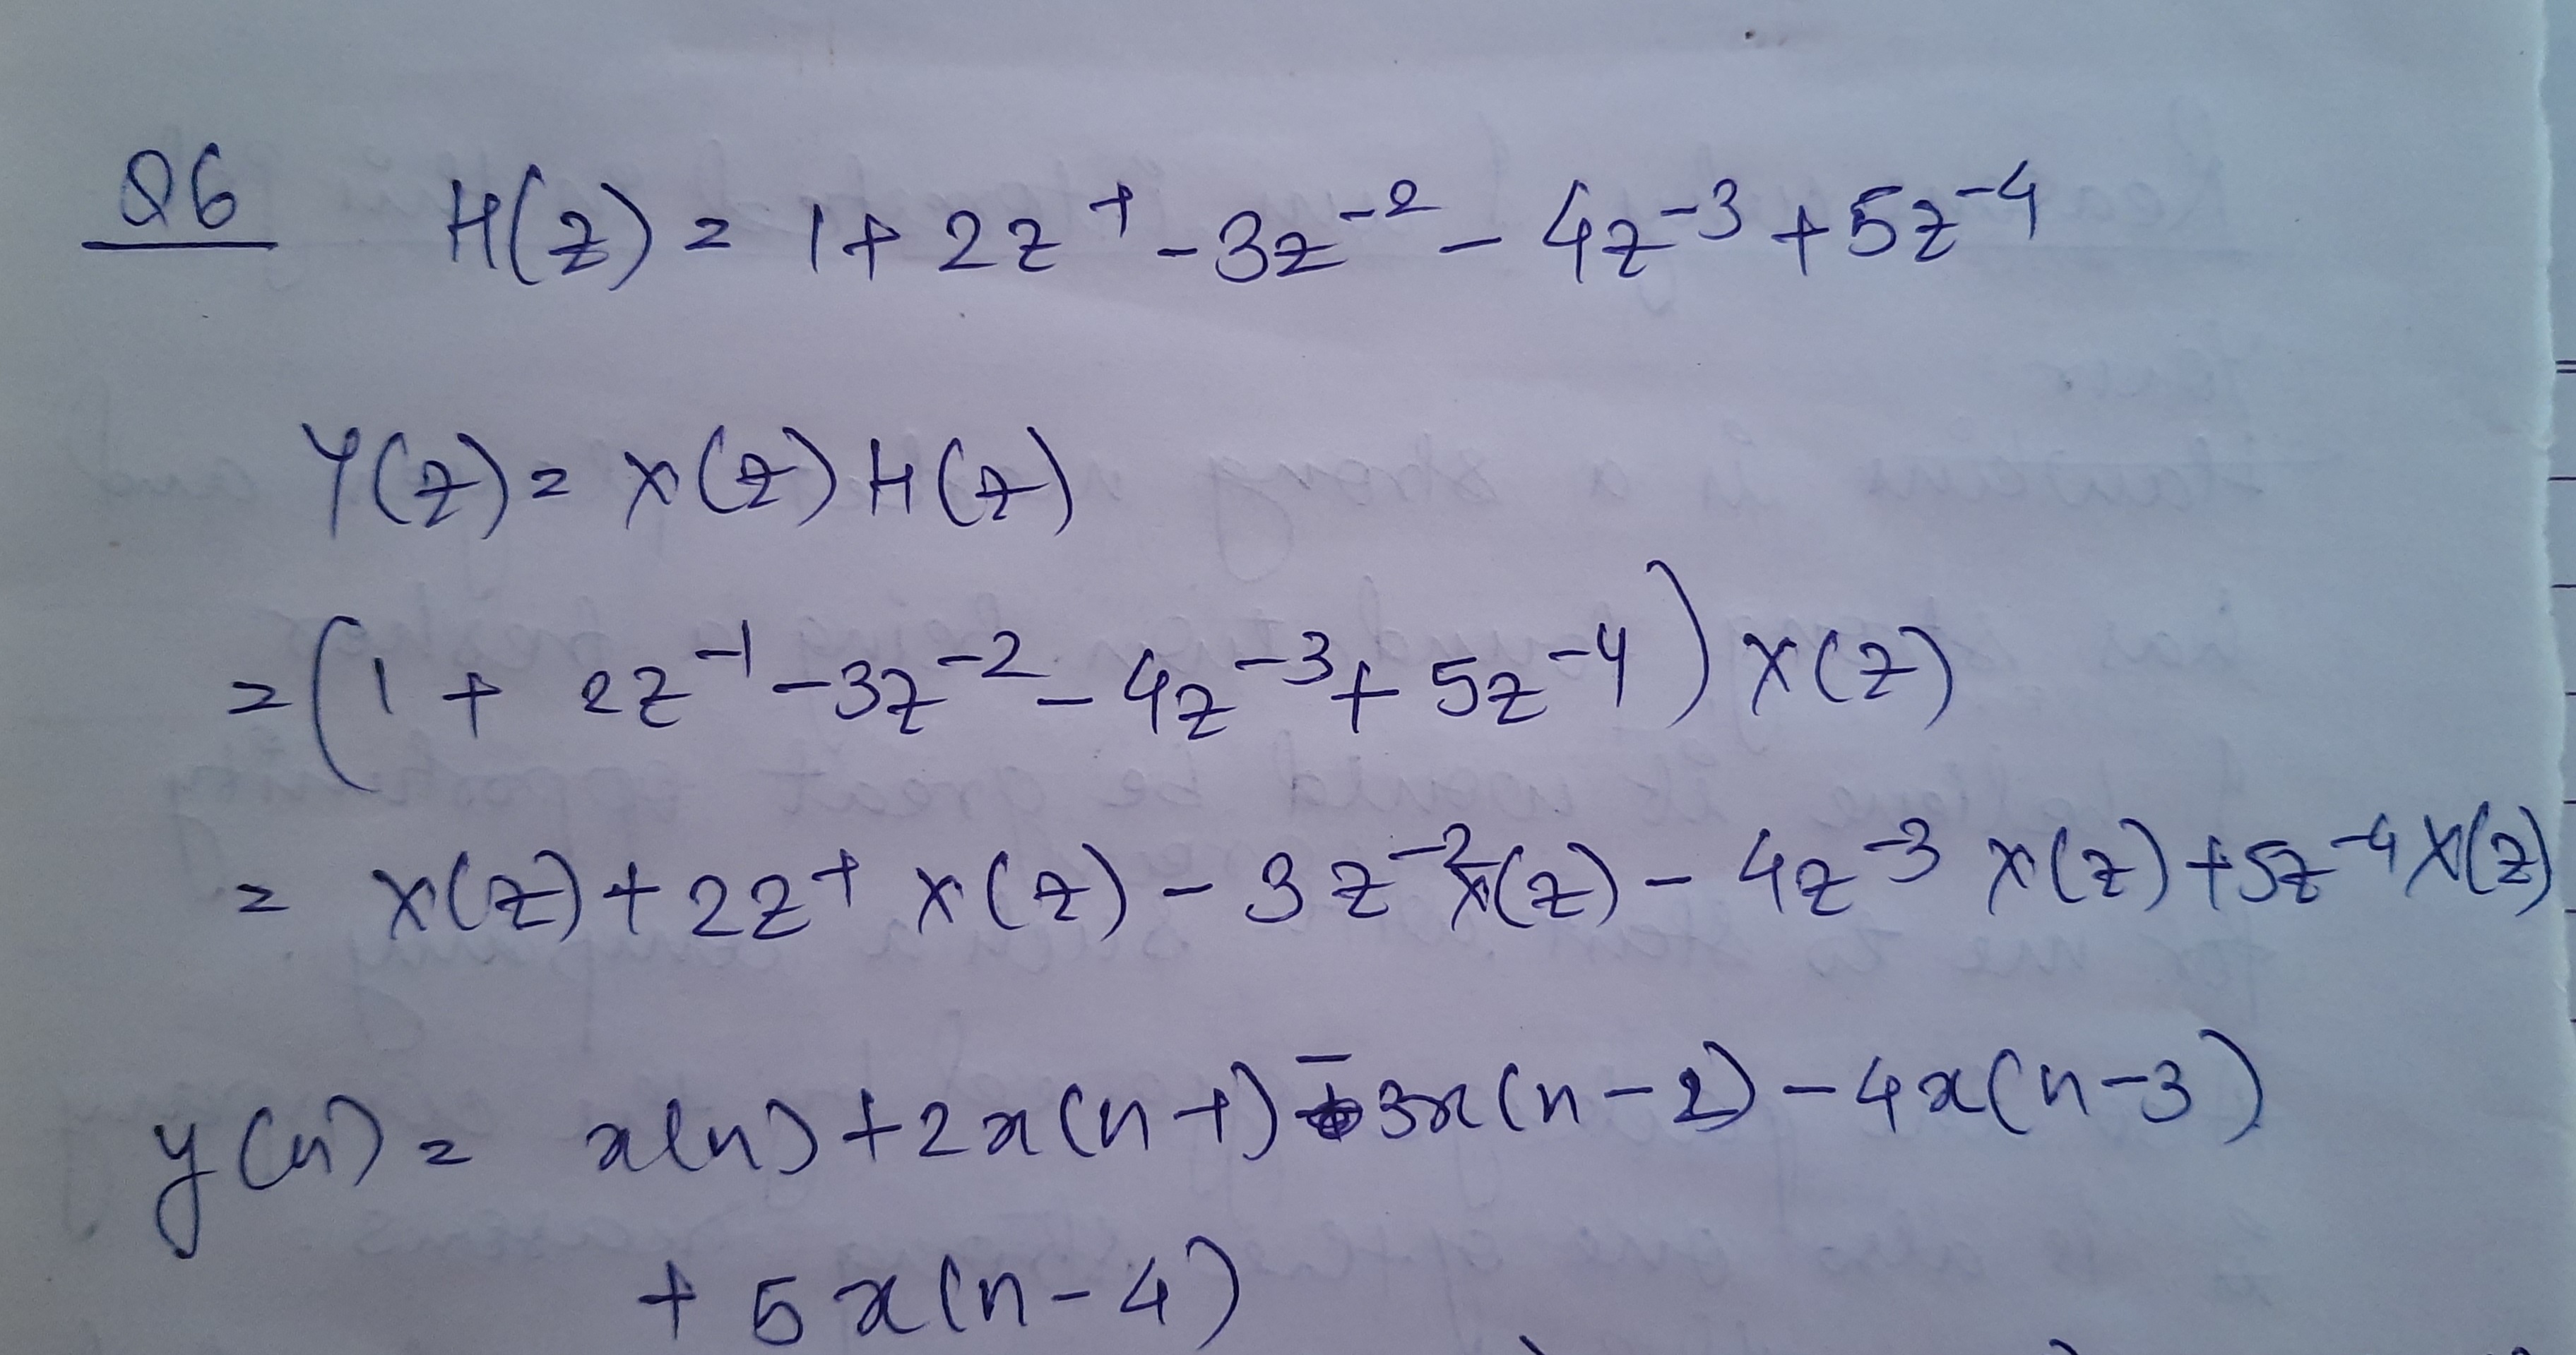 Q6 H(z) = 1 + 2z⁻¹ - 3z⁻² - 4z⁻³ + 5z⁻⁴
Y(z) = X(z) H(z)
= (1 + 2z⁻¹ - 3z⁻² - 4z⁻³ + 5z⁻⁴) X(z)
= X(z) + 2z⁻¹ X(z) - 3z⁻² X(z) - 4z⁻³ X(z) + 5z⁻⁴ X(z)
y(n) = x(n) + 2x(n-1) - 3x(n-2) - 4x(n-3)
+ 5x(n-4)